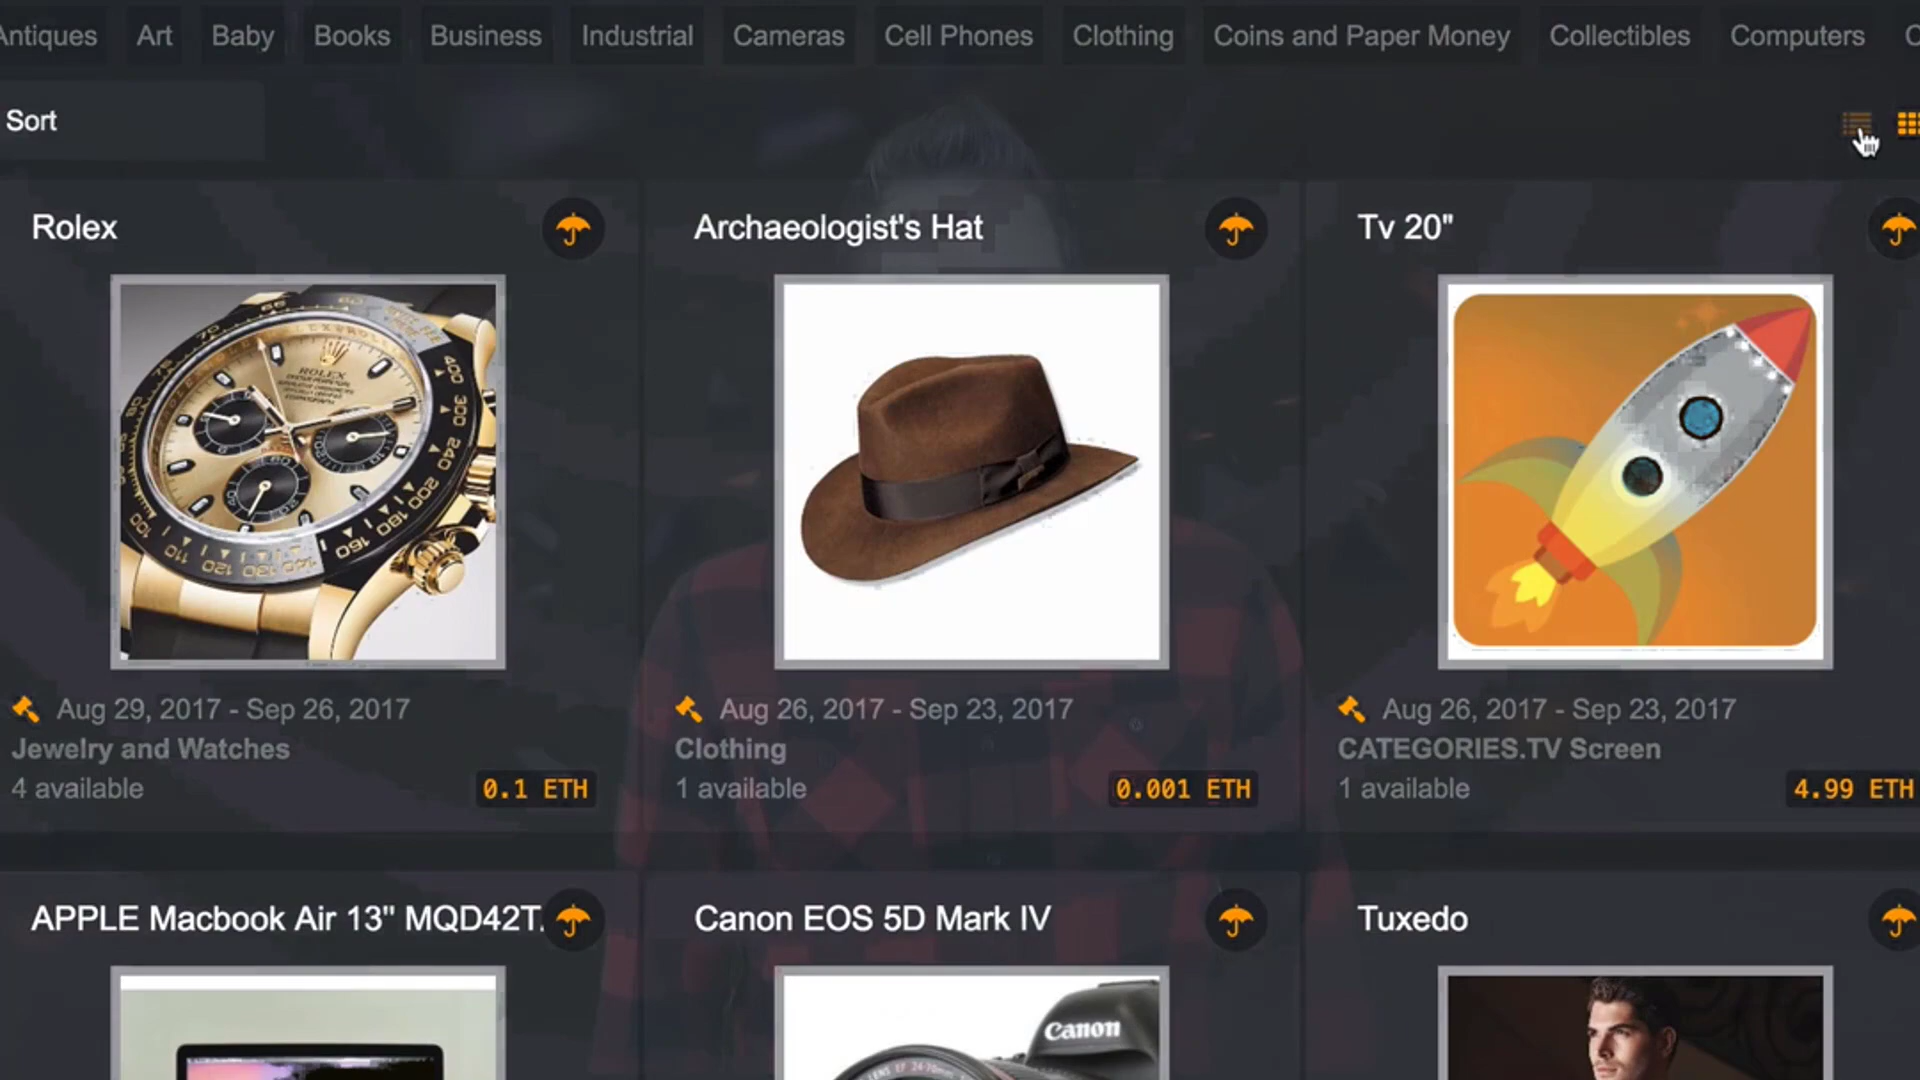 Antiques Art Baby Books Business Industrial Cameras Cell Phones Clothing Coins and Paper Money Collectibles Computers
Sort
Rolex
Archaeologist's Hat
Tv 20"
ROLEX
Aug 29, 2017 - Sep 26, 2017
Jewelry and Watches
4 available
0.1 ETH
Aug 26, 2017 - Sep 23, 2017
Clothing
1 available
0.001 ETH
Aug 26, 2017 - Sep 23, 2017
CATEGORIES.TV Screen
1 available
4.99 ETH
APPLE Macbook Air 13" MQD42T.
Canon EOS 5D Mark IV
Tuxedo
Canon